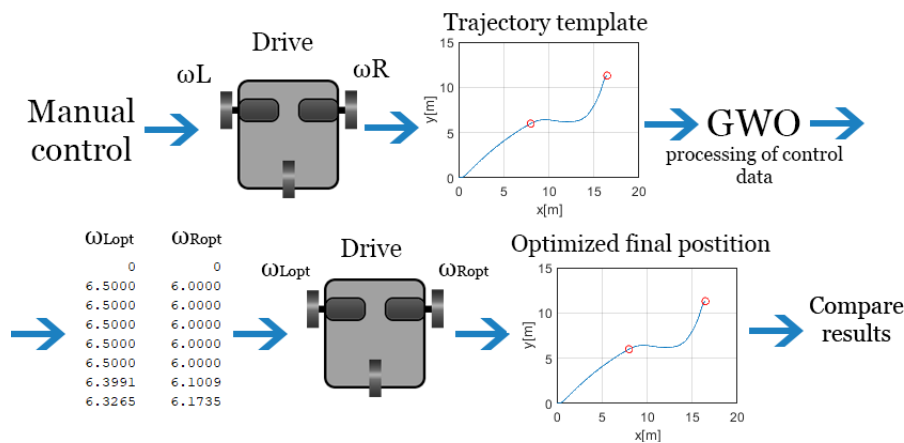 Manual
control
Drive
ωL
ωR
Trajectory template
15
10
5
0
y[m]
0 5 10 15 20
x[m]
GWO
processing of control
data
ωLopt ωRopt
0 0
6.5000 6.0000
6.5000 6.0000
6.5000 6.0000
6.5000 6.0000
6.5000 6.0000
6.3991 6.1009
6.3265 6.1735
Drive
ωLopt
ωRopt
Optimized final postition
15
10
5
0
y[m]
0 5 10 15 20
x[m]
Compare
results